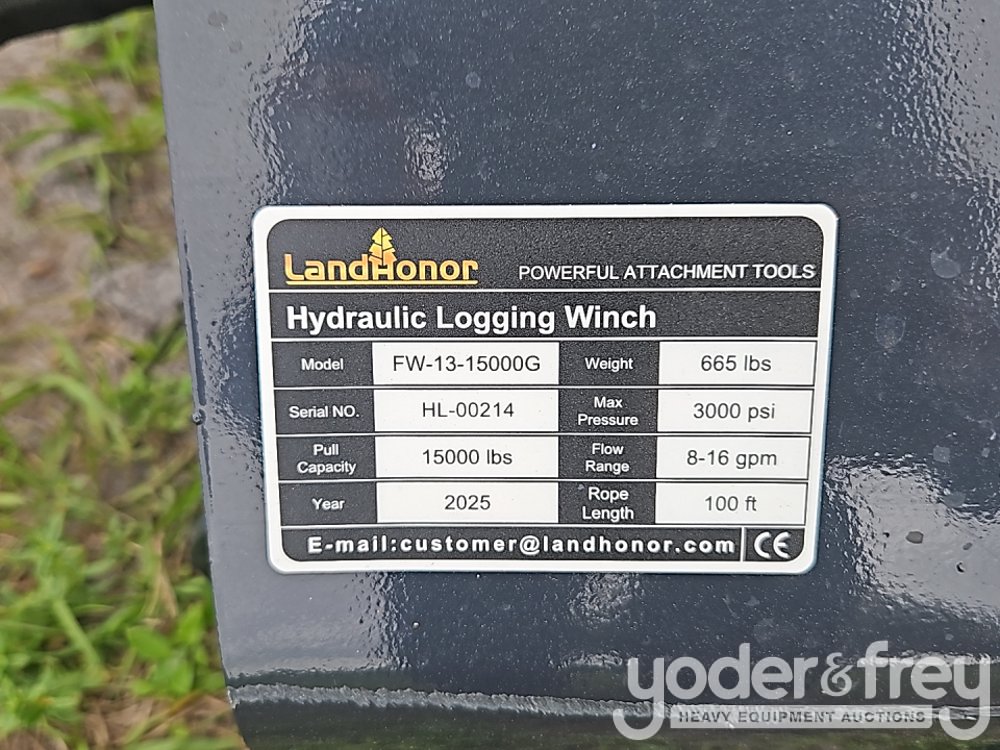 LandHonor POWERFUL ATTACHMENT TOOLS
Hydraulic Logging Winch
Model FW-13-15000G Weight 665 lbs
Serial NO. HL-00214 Max Pressure 3000 psi
Pull Capacity 15000 lbs Flow Range 8-16 gpm
Year 2025 Rope Length 100 ft
E-mail:customer@landhonor.com CE
yoder&frey
HEAVY EQUIPMENT AUCTIONS